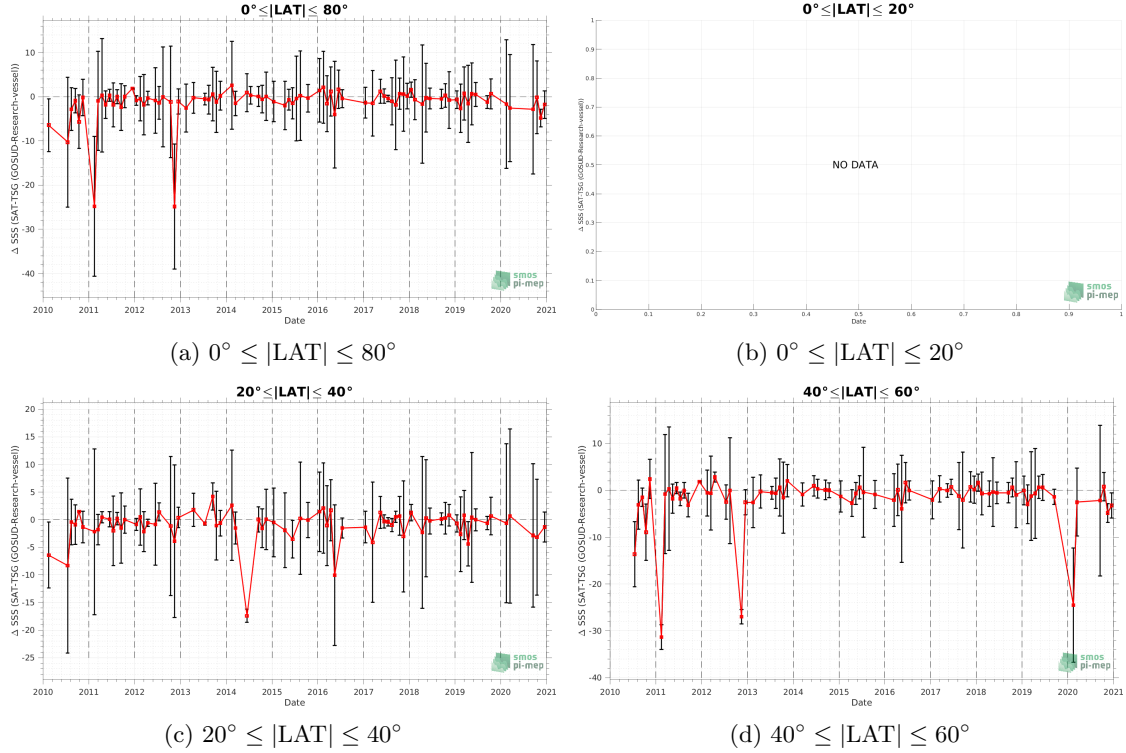 0°≤|LAT|≤ 80°
Δ SSS (SAT-TSG (GOSUD-Research-vessel))
10
0
-10
-20
-30
-40
2010 2011 2012 2013 2014 2015 2016 2017 2018 2019 2020 2021
Date
smos
pi-mep
(a) 0° ≤ |LAT| ≤ 80°
0°≤|LAT|≤ 20°
Δ SSS (SAT-TSG (GOSUD-Research-vessel))
1
0.9
0.8
0.7
0.6
0.5
0.4
0.3
0.2
0.1
0
NO DATA
0 0.1 0.2 0.3 0.4 0.5 0.6 0.7 0.8 0.9 1
Date
smos
pi-mep
(b) 0° ≤ |LAT| ≤ 20°
20°≤|LAT|≤ 40°
Δ SSS (SAT-TSG (GOSUD-Research-vessel))
20
15
10
5
0
-5
-10
-15
-20
-25
2010 2011 2012 2013 2014 2015 2016 2017 2018 2019 2020 2021
Date
smos
pi-mep
(c) 20° ≤ |LAT| ≤ 40°
40°≤|LAT|≤ 60°
Δ SSS (SAT-TSG (GOSUD-Research-vessel))
10
0
-10
-20
-30
-40
2010 2011 2012 2013 2014 2015 2016 2017 2018 2019 2020 2021
Date
smos
pi-mep
(d) 40° ≤ |LAT| ≤ 60°